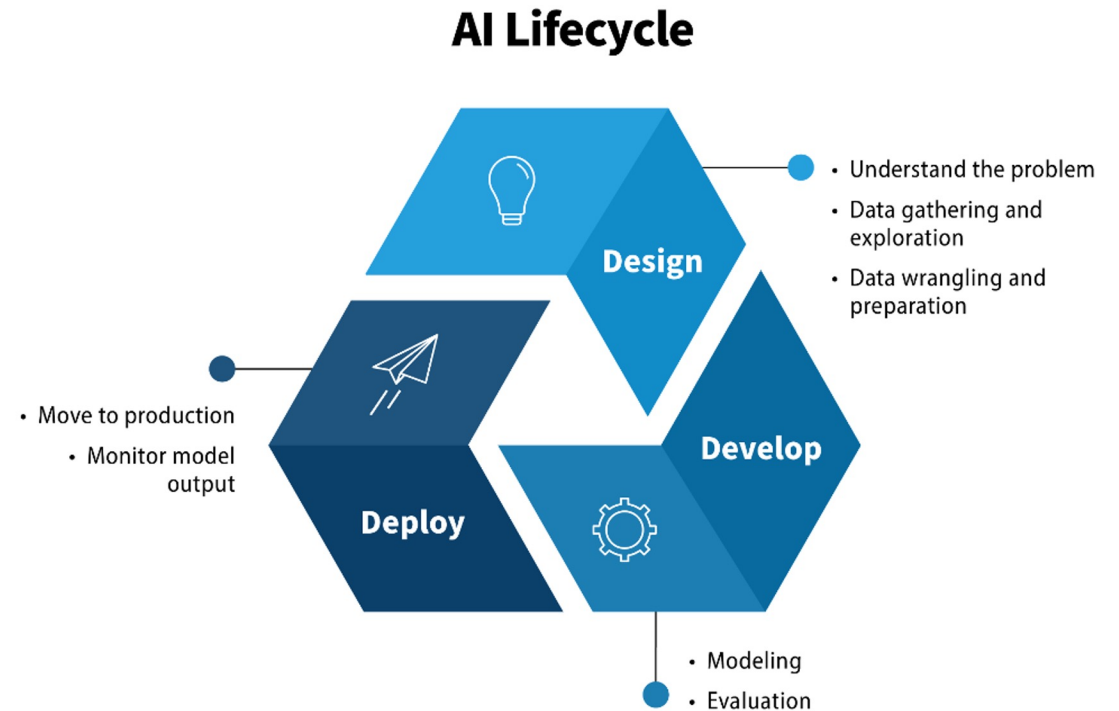 AI Lifecycle
• Understand the problem
• Data gathering and
exploration
• Data wrangling and
preparation
Design
• Move to production
• Monitor model
output
Develop
Deploy
• Modeling
• Evaluation